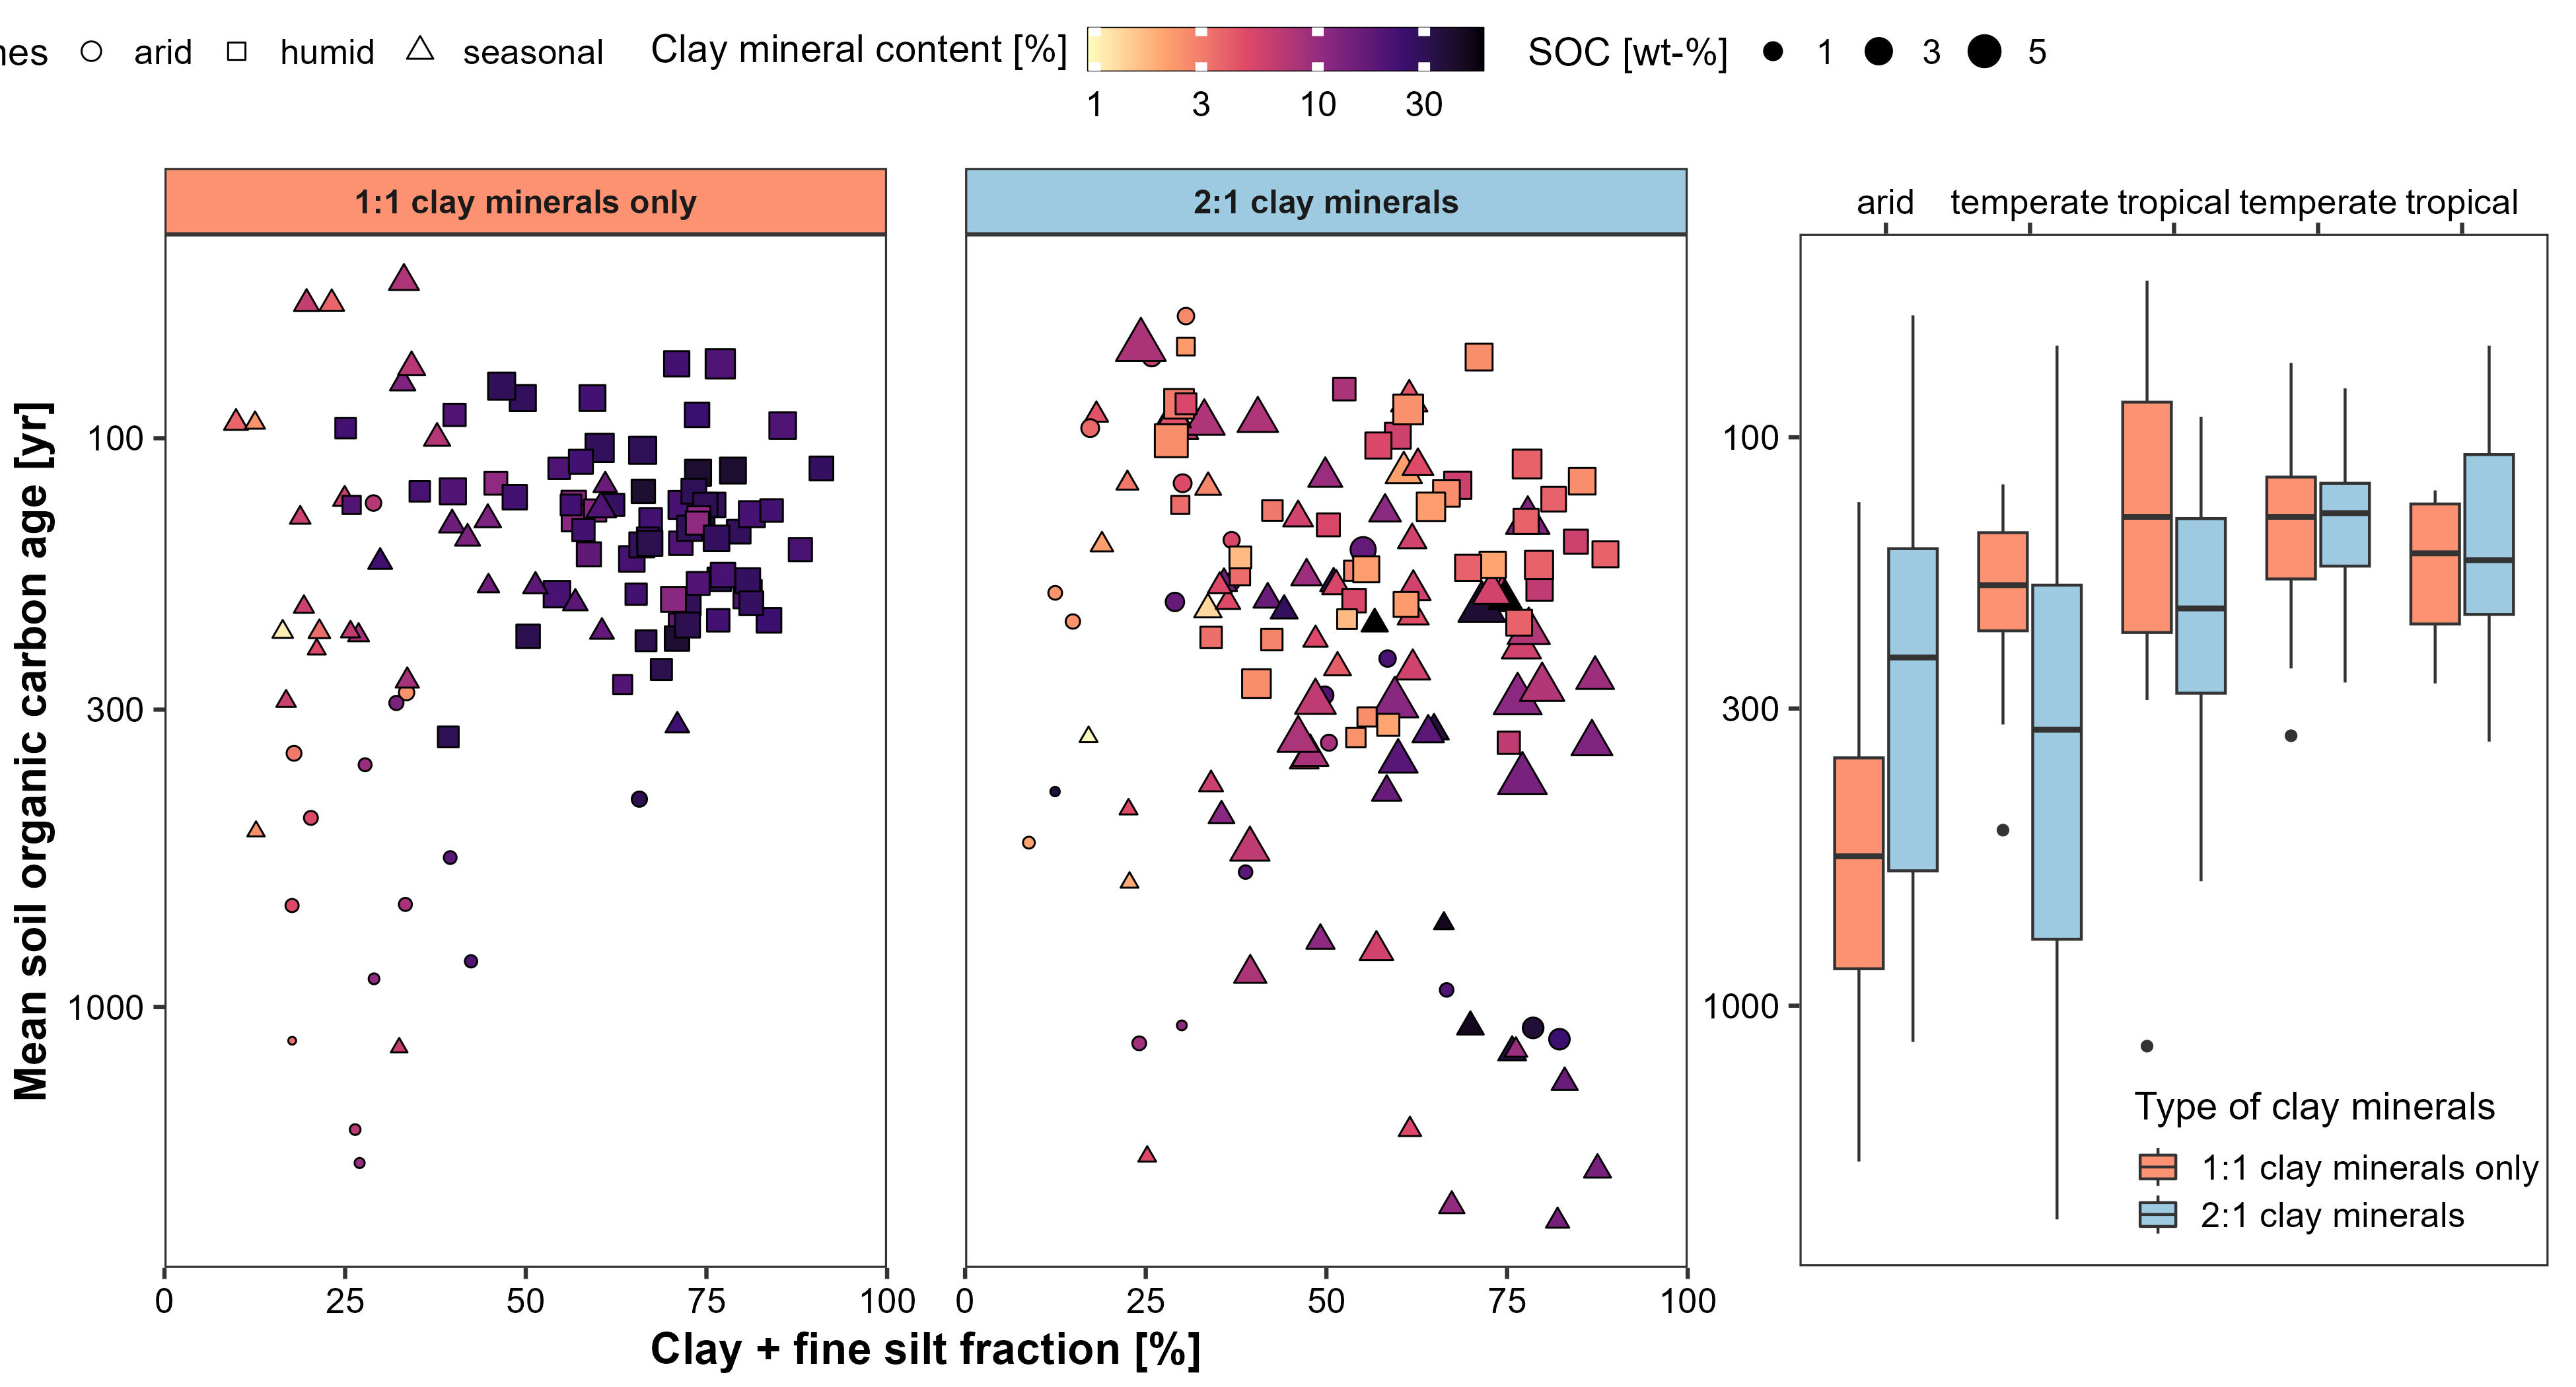 nes arid humid seasonal Clay mineral content [%] 1 3 10 30 SOC [wt-%] 1 3 5
1:1 clay minerals only
2:1 clay minerals
arid temperate tropical temperate tropical
Mean soil organic carbon age [yr]
100
300
1000
0 25 50 75 100
0 25 50 75 100
Clay + fine silt fraction [%]
100
300
1000
Type of clay minerals
1:1 clay minerals only
2:1 clay minerals